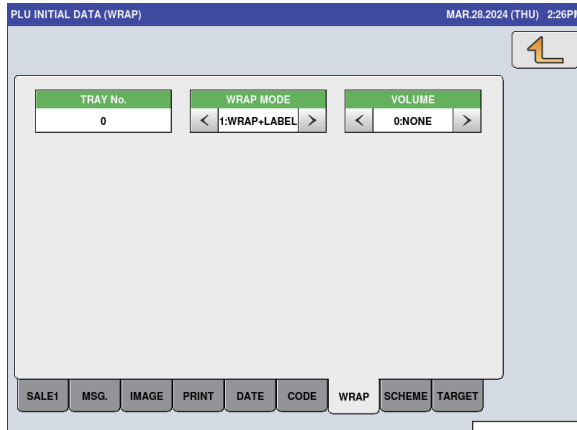 PLU INITIAL DATA (WRAP) MAR.28.2024 (THU) 2:26PM
TRAY No. WRAP MODE VOLUME
0 < 1:WRAP+LABEL > < 0:NONE >
SALE1 MSG. IMAGE PRINT DATE CODE WRAP SCHEME TARGET